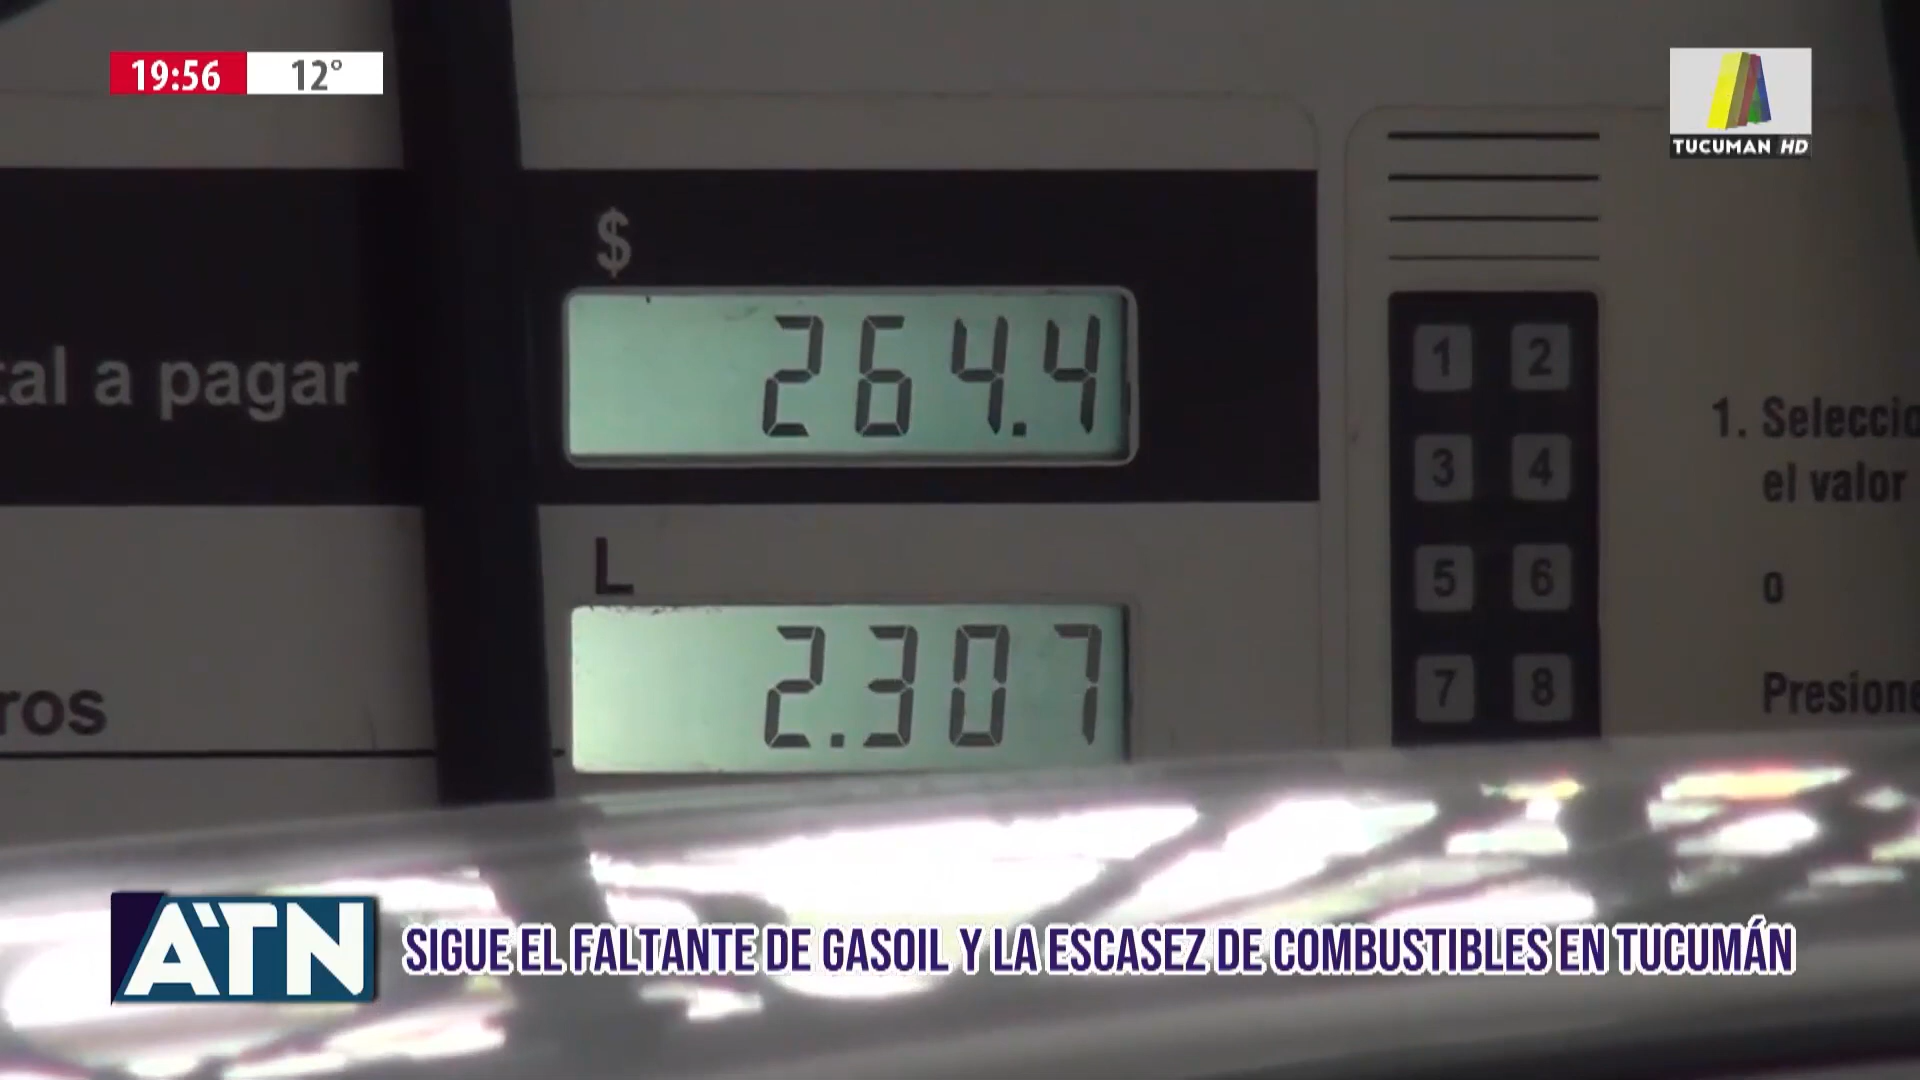 19:56 12°
TUCUMAN HD
$
264.4
tal a pagar
L
2.307
ros
1 2
3 4
5 6
7 8
1. Seleccio
el valor
o
Presione
ATN
SIGUE EL FALTANTE DE GASOIL Y LA ESCASEZ DE COMBUSTIBLES EN TUCUMÁN